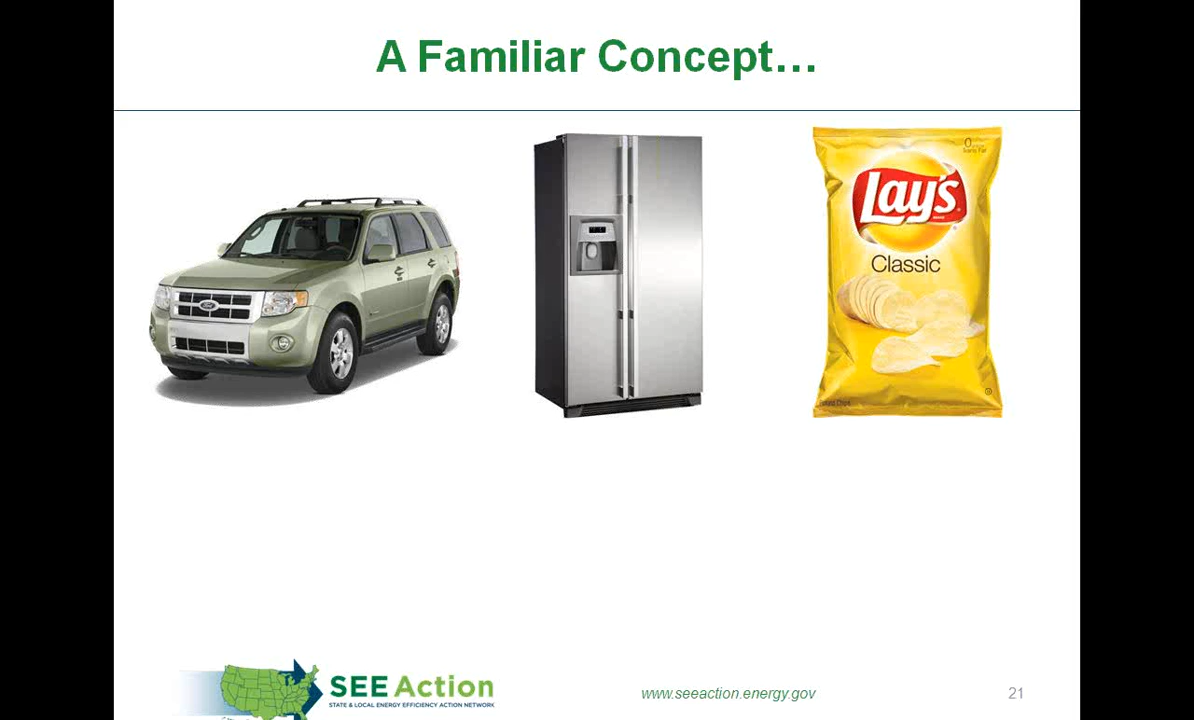 A Familiar Concept…
Lay's
Classic
SEE Action
STATE & LOCAL ENERGY EFFICIENCY ACTION NETWORK
www.seeaction.energy.gov
21